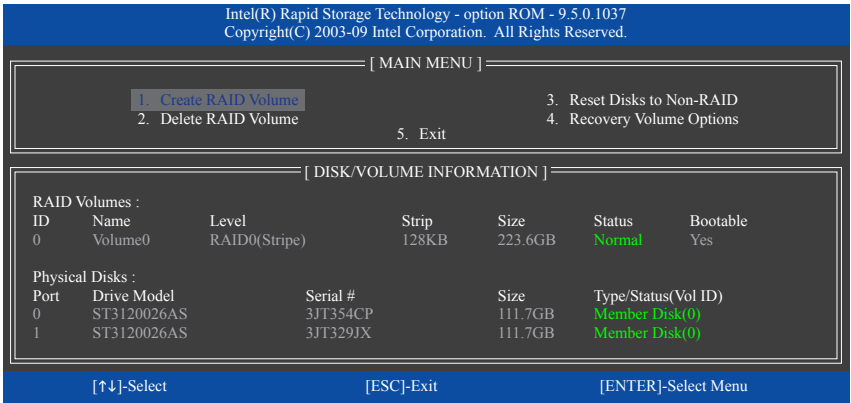 Intel(R) Rapid Storage Technology - option ROM - 9.5.0.1037
Copyright(C) 2003-09 Intel Corporation.  All Rights Reserved.
[ MAIN MENU ]
1. Create RAID Volume 3. Reset Disks to Non-RAID
2. Delete RAID Volume 4. Recovery Volume Options
5. Exit
[ DISK/VOLUME INFORMATION ]
RAID Volumes :
ID Name Level Strip Size Status Bootable
0 Volume0 RAID0(Stripe) 128KB 223.6GB Normal Yes
Physical Disks :
Port Drive Model Serial # Size Type/Status(Vol ID)
0 ST3120026AS 3JT354CP 111.7GB Member Disk(0)
1 ST3120026AS 3JT329JX 111.7GB Member Disk(0)
[↑↓]-Select [ESC]-Exit [ENTER]-Select Menu